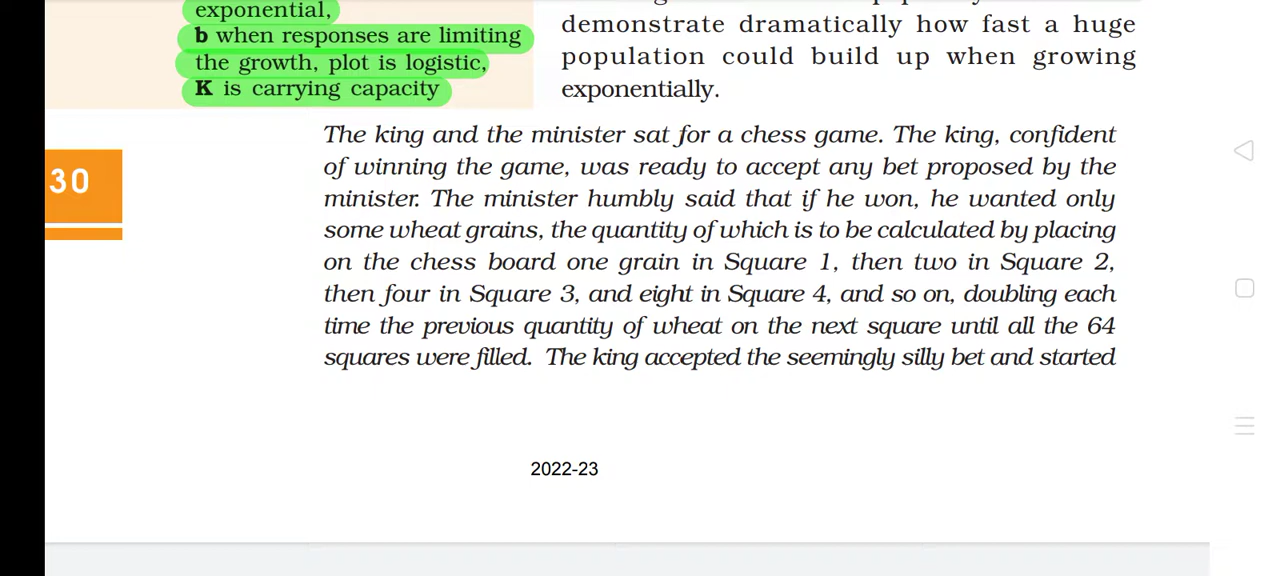 exponential,
b when responses are limiting
the growth, plot is logistic,
K is carrying capacity
demonstrate dramatically how fast a huge
population could build up when growing
exponentially.
The king and the minister sat for a chess game. The king, confident
of winning the game, was ready to accept any bet proposed by the
minister. The minister humbly said that if he won, he wanted only
some wheat grains, the quantity of which is to be calculated by placing
on the chess board one grain in Square 1, then two in Square 2,
then four in Square 3, and eight in Square 4, and so on, doubling each
time the previous quantity of wheat on the next square until all the 64
squares were filled. The king accepted the seemingly silly bet and started
30
2022-23